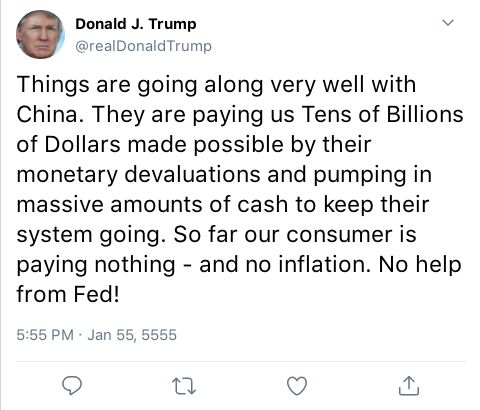 Donald J. Trump
@realDonaldTrump
Things are going along very well with
China. They are paying us Tens of Billions
of Dollars made possible by their
monetary devaluations and pumping in
massive amounts of cash to keep their
system going. So far our consumer is
paying nothing - and no inflation. No help
from Fed!
5:55 PM · Jan 55, 5555